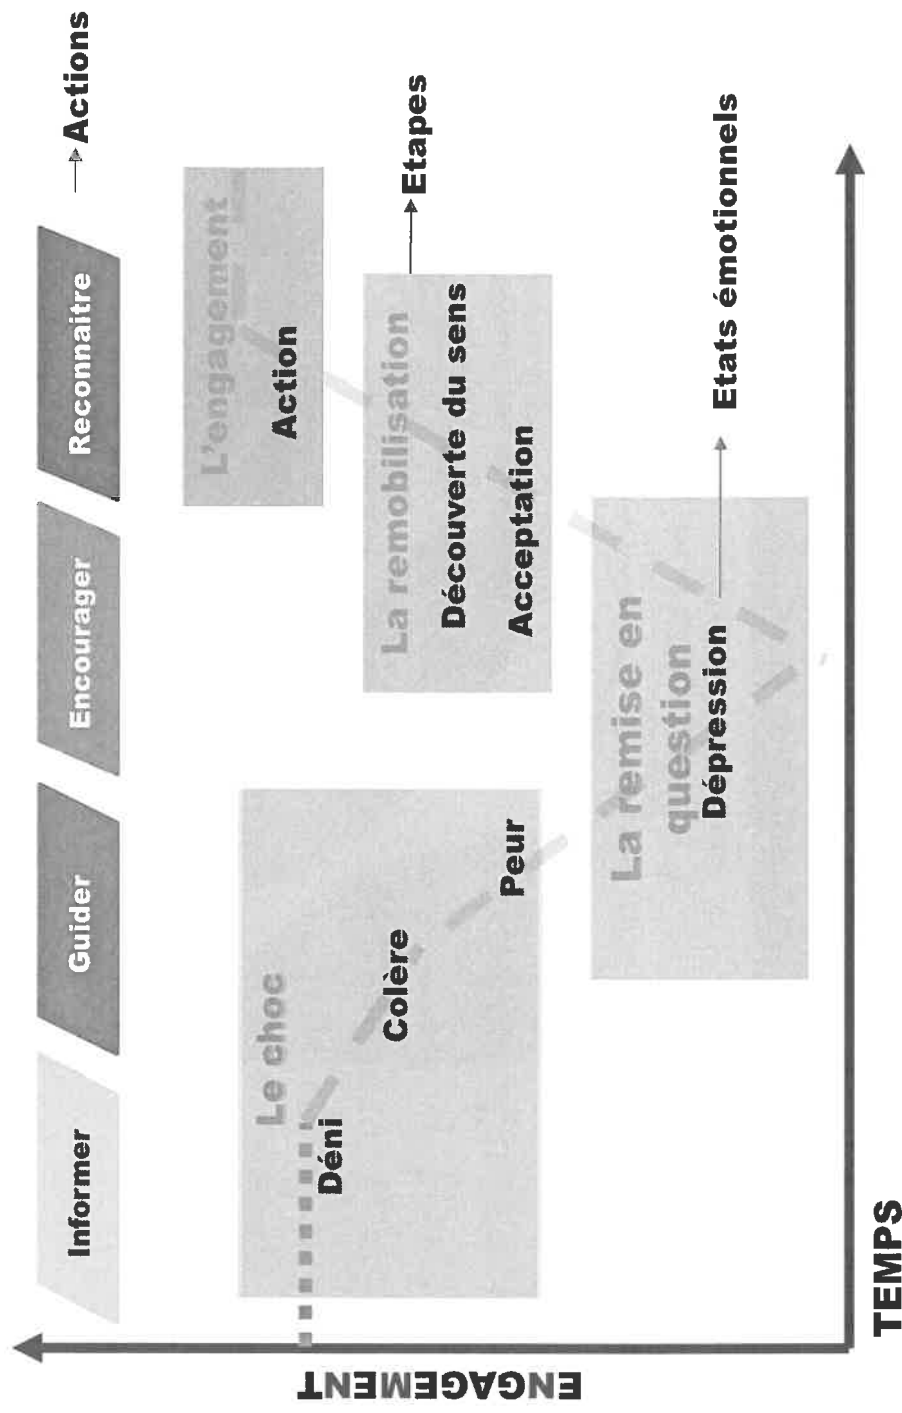 Informer
Guider
Encourager
Reconnaitre
Actions
Le choc
Déni
Colère
Peur
La remise en
question
Dépression
Etats émotionnels
La remobilisation
Découverte du sens
Acceptation
Etapes
L'engagement
Action
ENGAGEMENT
TEMPS